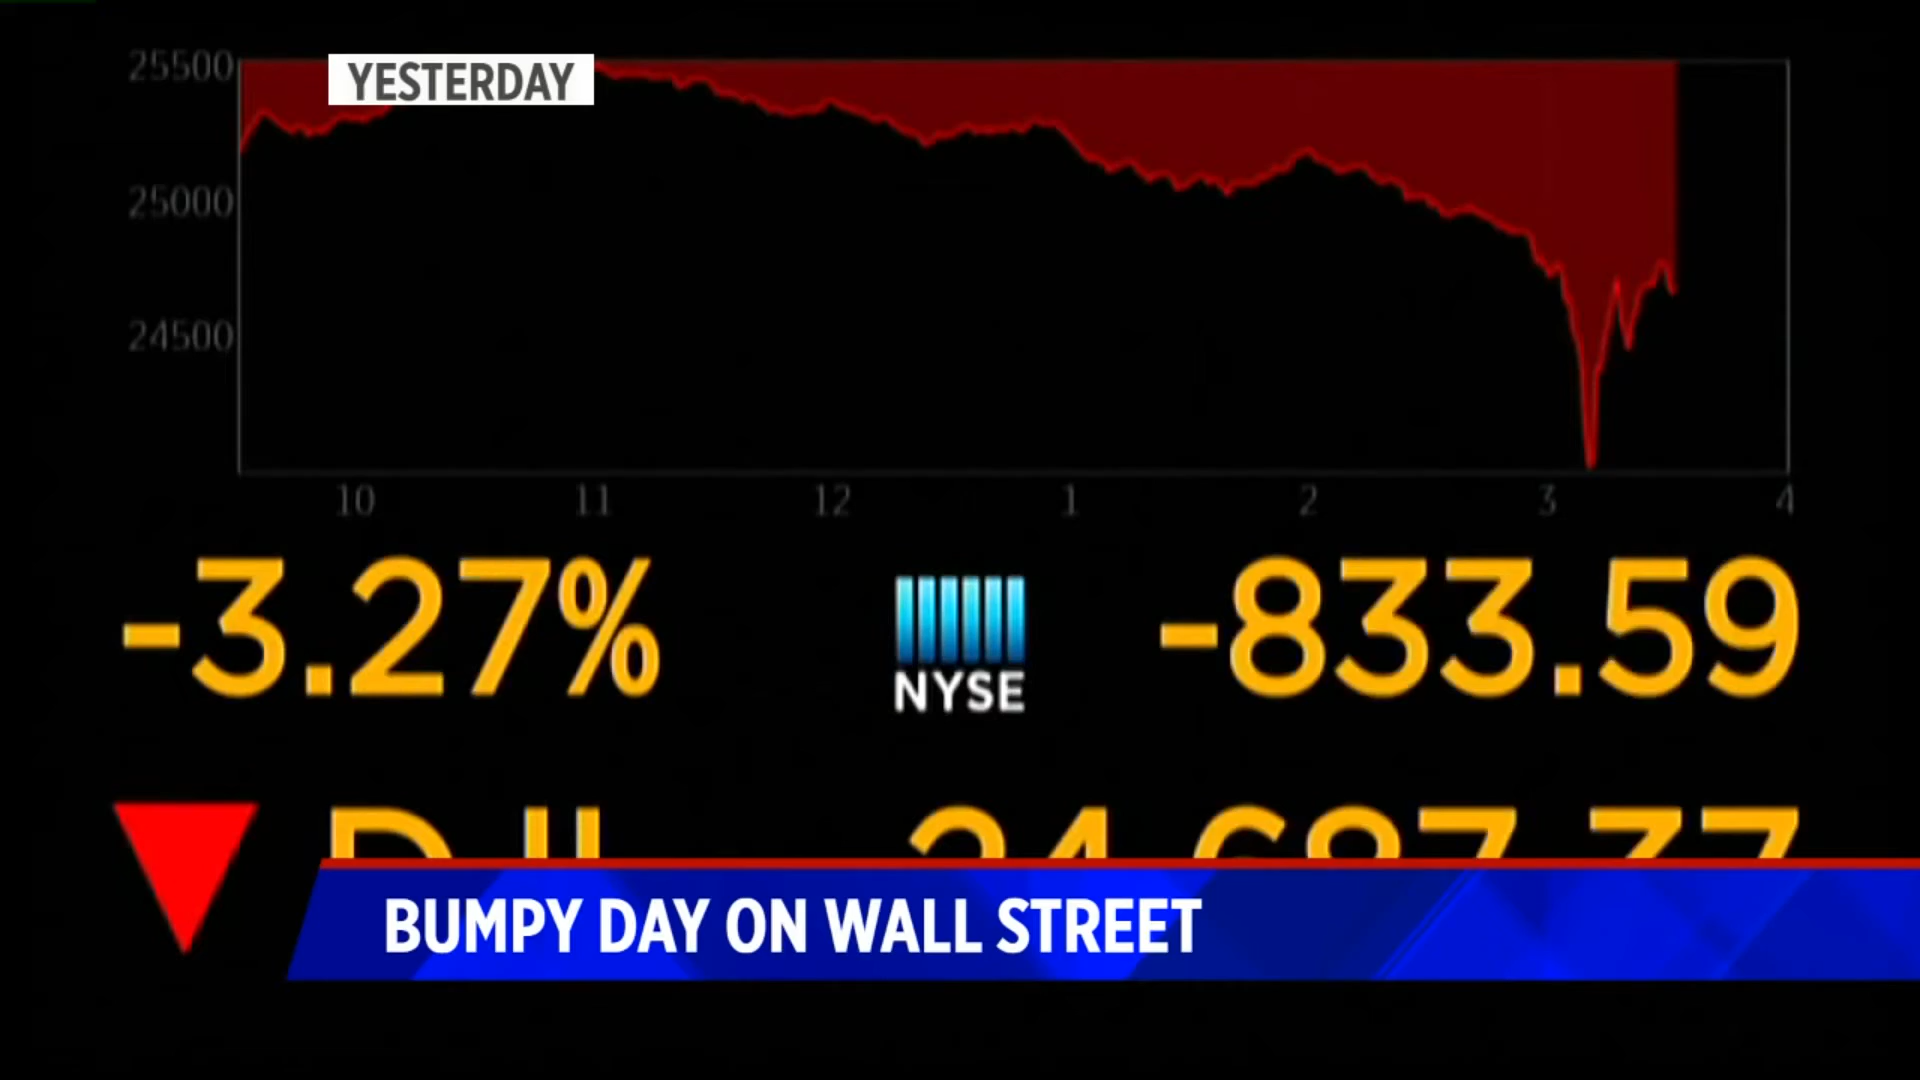 25500
YESTERDAY
25000
24500
10 11 12 1 2 3 4
-3.27%
NYSE
-833.59
BUMPY DAY ON WALL STREET